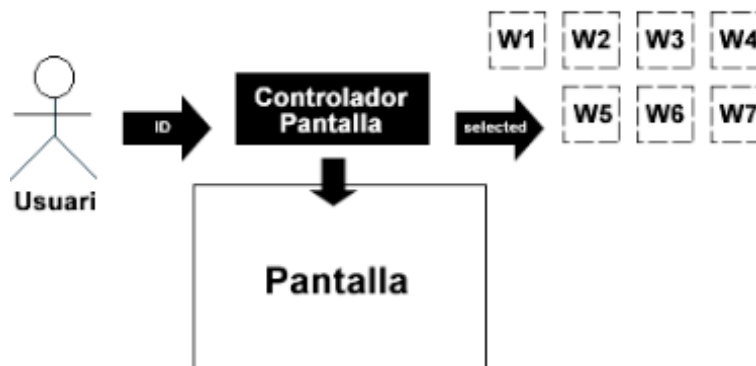 W1 W2 W3 W4
Controlador
Pantalla
ID
selected
W5 W6 W7
Usuari
Pantalla